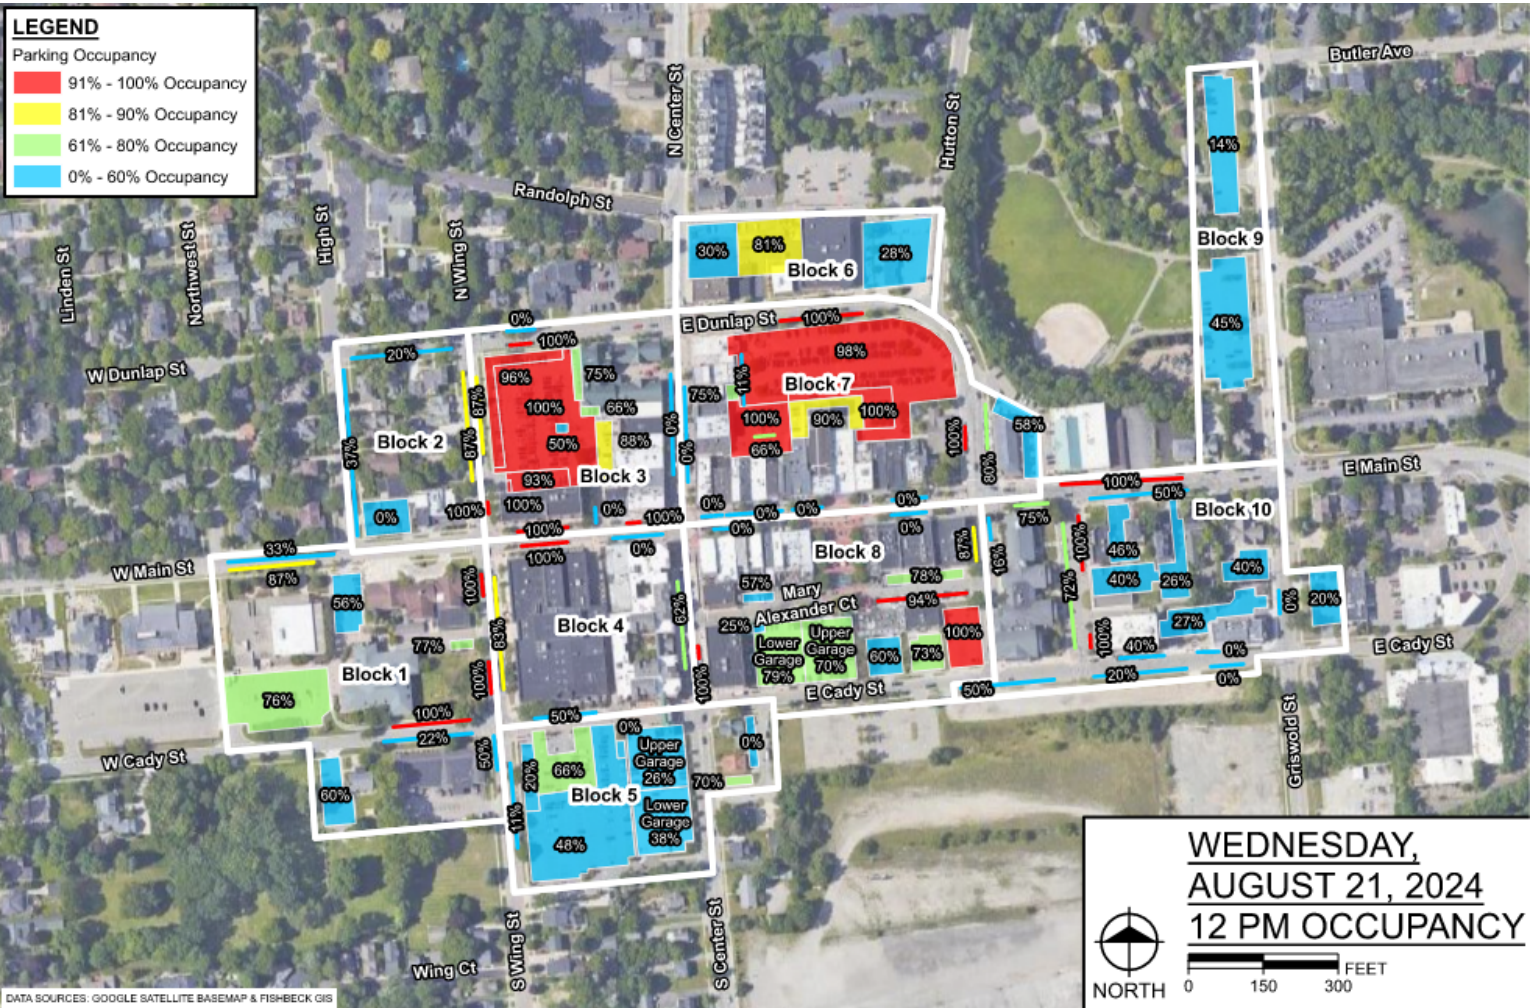 LEGEND
Parking Occupancy
91% - 100% Occupancy
81% - 90% Occupancy
61% - 80% Occupancy
0% - 60% Occupancy
Butler Ave
N Center St
Hutton St
Randolph St
Linden St
Northwest St
High St
N Wing St
14%
Block 9
45%
30%
81%
28%
Block 6
E Dunlap St
100%
0%
100%
20%
W Dunlap St
96%
75%
98%
Block 7
11%
75%
87%
100%
66%
0%
100%
90%
100%
Block 2
37%
87%
50%
88%
0%
66%
100%
80%
58%
93%
Block 3
E Main St
100%
50%
0%
100%
100%
0%
100%
0%
0%
0%
0%
Block 10
75%
100%
100%
0%
0%
0%
33%
87%
W Main St
Block 8
87%
16%
100%
46%
40%
26%
40%
56%
100%
83%
62%
57%
Mary
Alexander Ct
78%
94%
72%
0%
20%
77%
Block 4
25%
Lower
Garage
79%
Upper
Garage
70%
60%
73%
100%
100%
27%
40%
0%
E Cady St
Block 1
76%
100%
100%
E Cady St
50%
20%
0%
100%
22%
50%
W Cady St
50%
0%
Upper
Garage
26%
0%
60%
20%
66%
Block 5
70%
11%
Lower
Garage
38%
48%
Griswold St
S Wing St
S Center St
Wing Ct
WEDNESDAY,
AUGUST 21, 2024
12 PM OCCUPANCY
NORTH
0 150 300 FEET
DATA SOURCES: GOOGLE SATELLITE BASEMAP & FISHBECK GIS